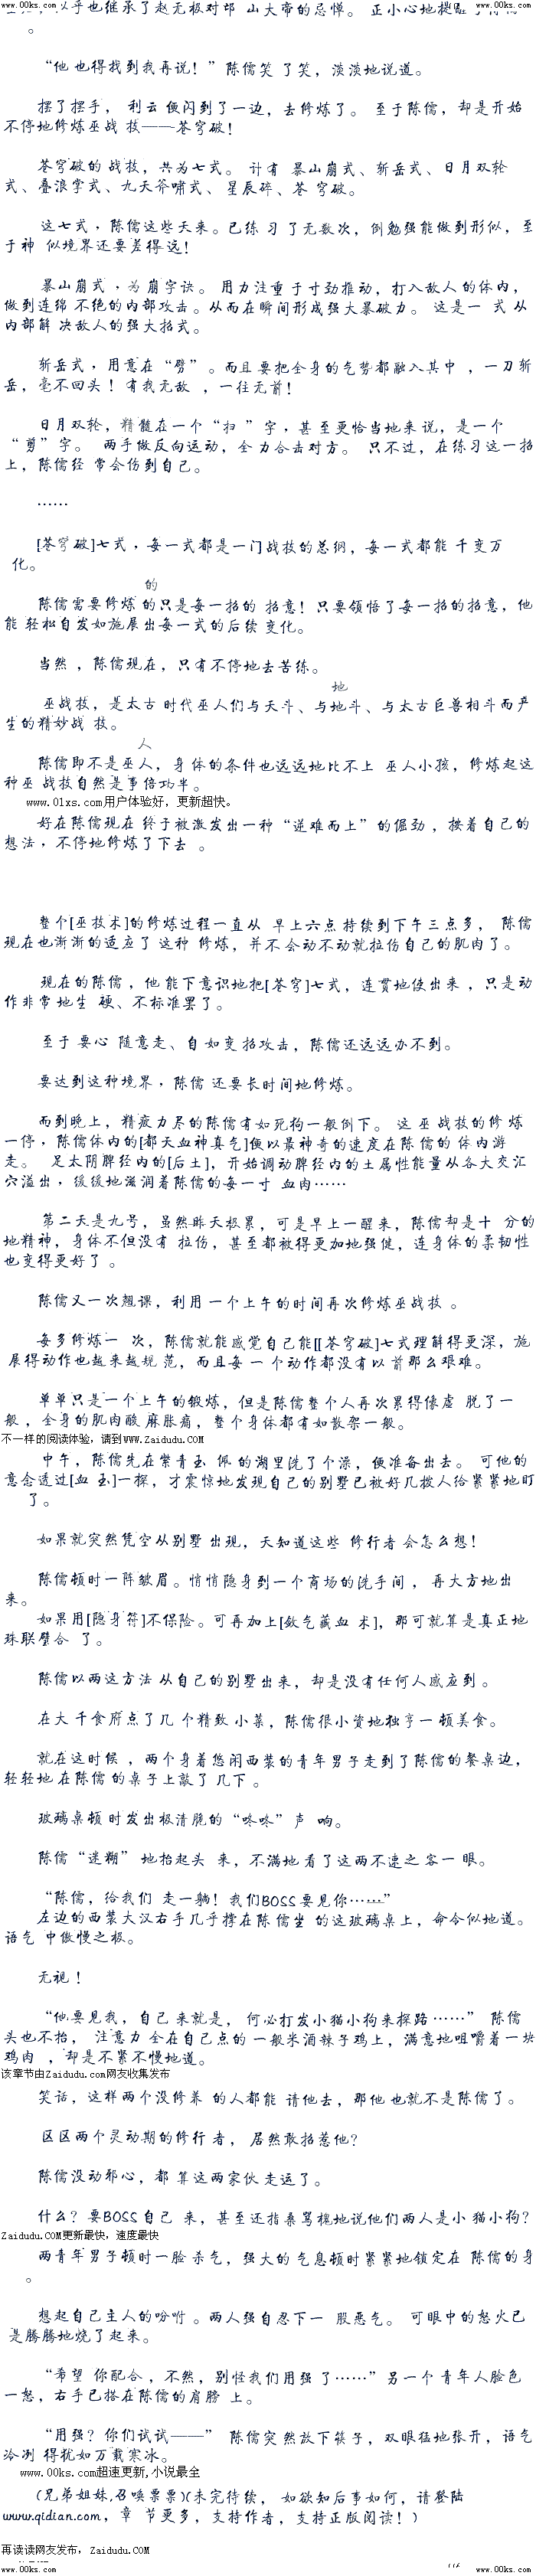 www.00ks.com www.00ks.com
也继承了赵无极对邙 山大帝的忌惮。 正小心地提醒了陈儒
。
“他 也得找到我再说！” 陈儒笑 了笑，淡淡地说道。
摆了摆手， 利云 便闪到了一边，去修炼了。 至于陈儒，却是开始
不停地修炼巫战 技——苍穹破！
苍穹破的 战技，共为七式。 计有 暴山崩式、斩岳式、日月双轮
式、叠浪掌式、九天斧啸式、星辰碎、苍 穹破。
这七式，陈儒这些天来。已练 习 了无数次，倒勉强能做到形似，至
于神 似境界还要差得远！
暴山崩式，为 崩字诀。 用力注重于寸劲推动，打入敌人的体内，
做到连绵 不绝的内部攻击。从而在瞬间形成强大暴破力。 这是一 式 从
内部解 决敌人的强大招式。
斩岳式，用意在“劈”。而且要把全身的气势都融入其中 ，一刀斩
岳，毫不回头！有我无敌 ，一往无前！
日月双轮，精髓在一个“扫 ”字，甚至更恰当地来说，是一个
“剪”字。 两手做反向运动，全力合击对方。 只不过，在练习这一招
上，陈儒经 常会伤到自己。
……
[苍穹 破]七式，每一式都是一门战技的总纲，每一式都能 千变万
化。
的
陈儒需要修炼 的只是每一招的 招意！只要领悟了每一招的招意，他
能 轻松自发如施展出每一式的后续 变化。
当然 ，陈儒现在，只有不停地去苦练。
地
巫战技，是太古 时代巫人们与天斗、与地斗、与太古巨兽相斗而产
生的精妙战 技。
人
陈儒即不是巫人，身体的条件也远远地比不上 巫人小孩，修炼起这
种巫 战技自然是事倍功半。
www.01xs.com用户体验好，更新超快。
好在陈儒现在 终于被激发出一种“逆难而上”的倔劲，按着自己的
想法，不停地修炼了下去 。
整个[巫技术]的修炼过程一直从 早上六点 持续到下午三点多， 陈儒
现在也渐渐的适应了 这种 修炼，并不会动不动就拉伤自己的肌肉了。
现在的陈儒，他能下意识地把[苍穹]七式，连贯地使出来 ，只是动
作非常地生 硬、不标准罢了。
至于 要心 随意走、自 如变招攻击，陈儒还远远办不到。
要达到这种境界，陈儒 还要长时间地修炼。
而到晚上，精疲力尽的陈儒有如死狗一般倒下。 这 巫 战技的修 炼
一停，陈儒体内的[都天血神真气]便以最神奇的速度在陈儒的 体内游
走。 足太阴脾经内的[后土]，开始调动脾经内的土属性能量从各大交汇
穴溢出，缓缓地滋润着陈儒的每一寸 血肉……
第二天是九号，虽然昨天极累，可是早上一醒来，陈儒却是十 分的
地精神，身体不但没有 拉伤，甚至都被得更加地强健，连身体的柔韧性
也变得更好了 。
陈儒又一次翘课，利用 一个上午的时间再次修炼巫战技 。
每多修炼一 次，陈儒就能感觉自己能[[苍穹破]七式理解得更深，施
展得动作也越来越规 范，而且每 一个动作都没有以前那么艰难。
单单只是一个上午的锻炼，但是陈儒整个人再次累得像虚 脱了一
般，全身的肌肉酸 麻胀痛，整个身体都有如散架一般。
不一样的阅读体验，请到www.Zaidudu.COM
中午，陈儒先在紫青玉 佩 的湖里洗了个澡，便准备出去。 可他的
意念透过[血 玉]一探，才震惊地发现自己的别墅已被好几拨人给紧紧地盯
了。
如果就突然凭空从别墅 出现，天知道这些 修行者 会怎么想！
陈儒顿时一阵皱眉。悄悄隐身到一个商场的洗手间，再大方地出
来。
如果用[隐身符]不保险。可再加上[敛气藏血 术]，那可就算是真正地
珠联璧合 了。
陈儒以两这方法 从自己的别墅出来，却是没有任何人感应到。
在大 千食府点了几 个精致 小菜，陈儒很小资地独享一 顿美食。
就在这时候 ，两个身着悠闲西装的青年男子走到了陈儒的餐桌边，
轻轻地在陈儒的桌子上敲了几下。
玻璃桌顿 时发出极清脆的“咚咚”声 响。
陈儒“迷糊” 地抬起头 来，不满地看了这两不速之客一 眼。
“陈儒，给我们 走一趟！我们BOSS要见你……”
左边的西装大汉右手几乎撑在陈儒坐 的这玻璃桌上，命令似地道。
语气 中傲慢之极。
无视！
“他要见我，自己 来就是，何必打发小猫小狗来探路……” 陈儒
头也不抬， 注意力 全在自己点的 一般米酒辣子鸡上，满意地咀嚼着一块
鸡肉 ，却是不紧不慢地道。
该章节由Zaidudu.com网友收集发布
笑话，这样两个没修养 的人都能 请他去，那他也就不是陈儒了。
区区两个灵动期的修行者， 居然敢招惹他？
陈儒没动邪心，都 算这两家伙 走运了。
什么？要BOSS自己 来，甚至还指桑骂槐地说他们两人是小 猫小狗？
Zaidudu.COM更新最快，速度最快
两青年男子顿时一脸杀气，强大的气息顿时紧紧地锁定在 陈儒的身
。
想起自己主人的吩咐 。两人强自忍下一 股恶气。 可眼中的怒火已
是腾腾地烧了起来。
“希望 你配合，不然，别怪我们用强了……”另一个青年人脸色
一怒，右手已搭在陈儒的肩膀 上。
“用强？你们试试——” 陈儒突然放下筷子，双眼猛地张开，语气
冷冽 得犹如万载寒冰。
www.00ks.com超速更新,小说最全
(兄弟姐妹,召唤票票)(未完待续， 如欲知后事如何，请登陆
www.qidian.com，章 节更多，支持作者，支持正版阅读！)
再读读网友发布，Zaidudu.COM
www.00ks.com www.00ks.com